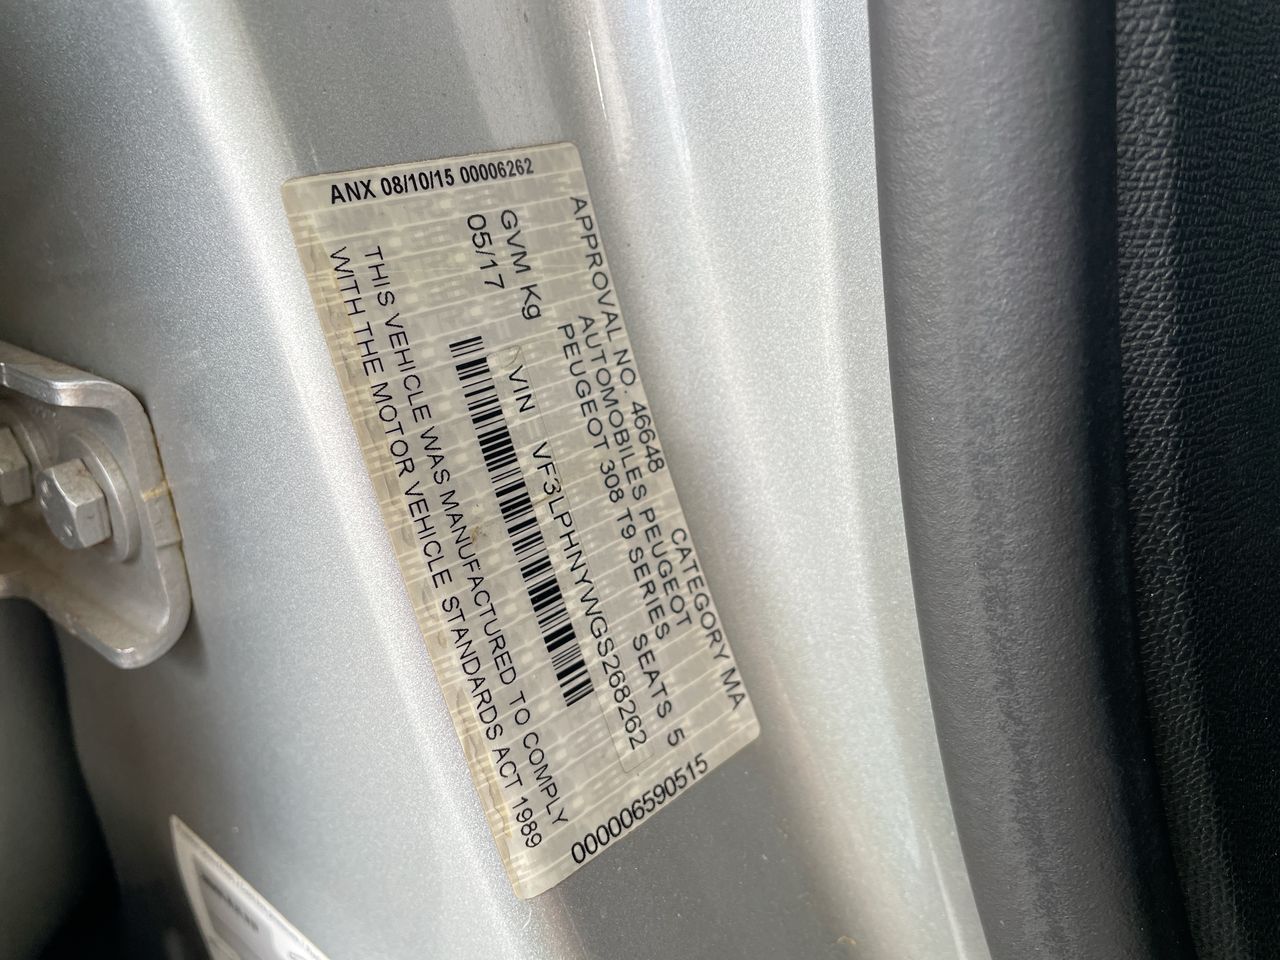 ANX 08/10/15 00006262
APPROVAL NO. 46648 CATEGORY MA
AUTOMOBILES PEUGEOT
PEUGEOT 308 T9 SERIES SEATS 5
GVM Kg VIN VF3LPHNYWGS268262
05/17
THIS VEHICLE WAS MANUFACTURED TO COMPLY
WITH THE MOTOR VEHICLE STANDARDS ACT 1989
000006590515